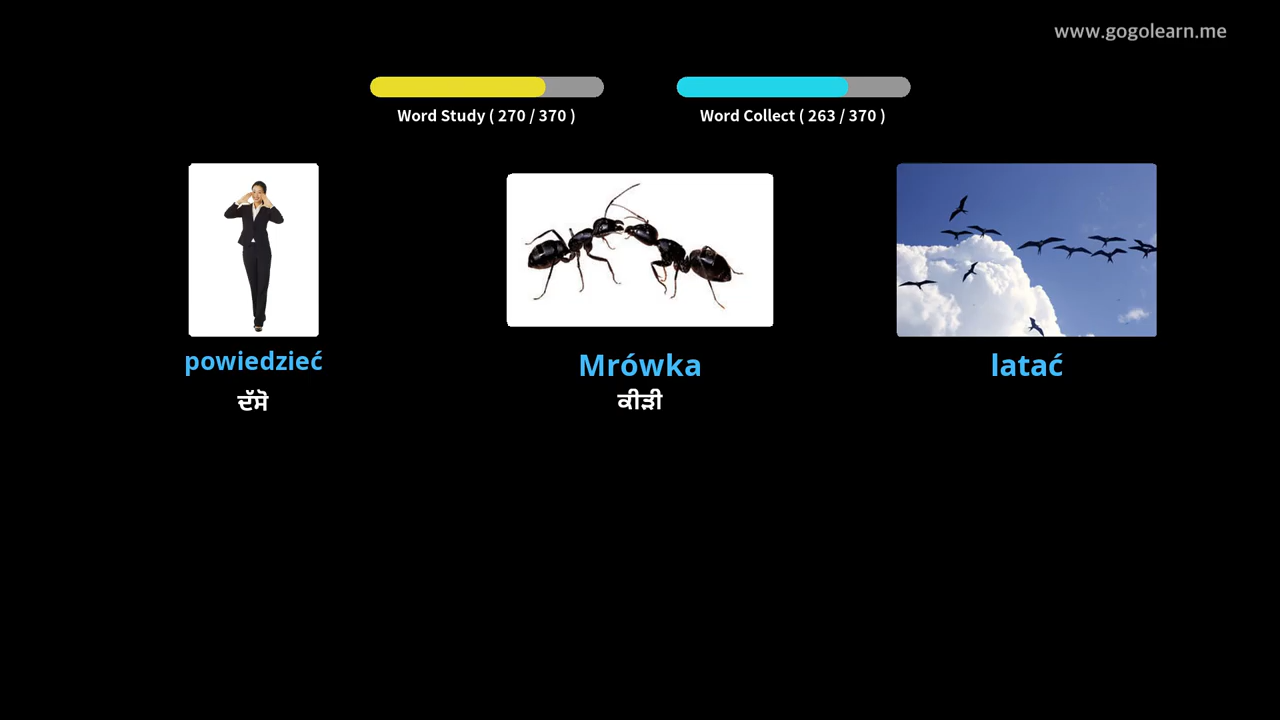 www.gogolearn.me
Word Study ( 270 / 370 )
Word Collect ( 263 / 370 )
powiedzieć
Mrówka
latać
ਦੱਸੋ
ਕੀੜੀ